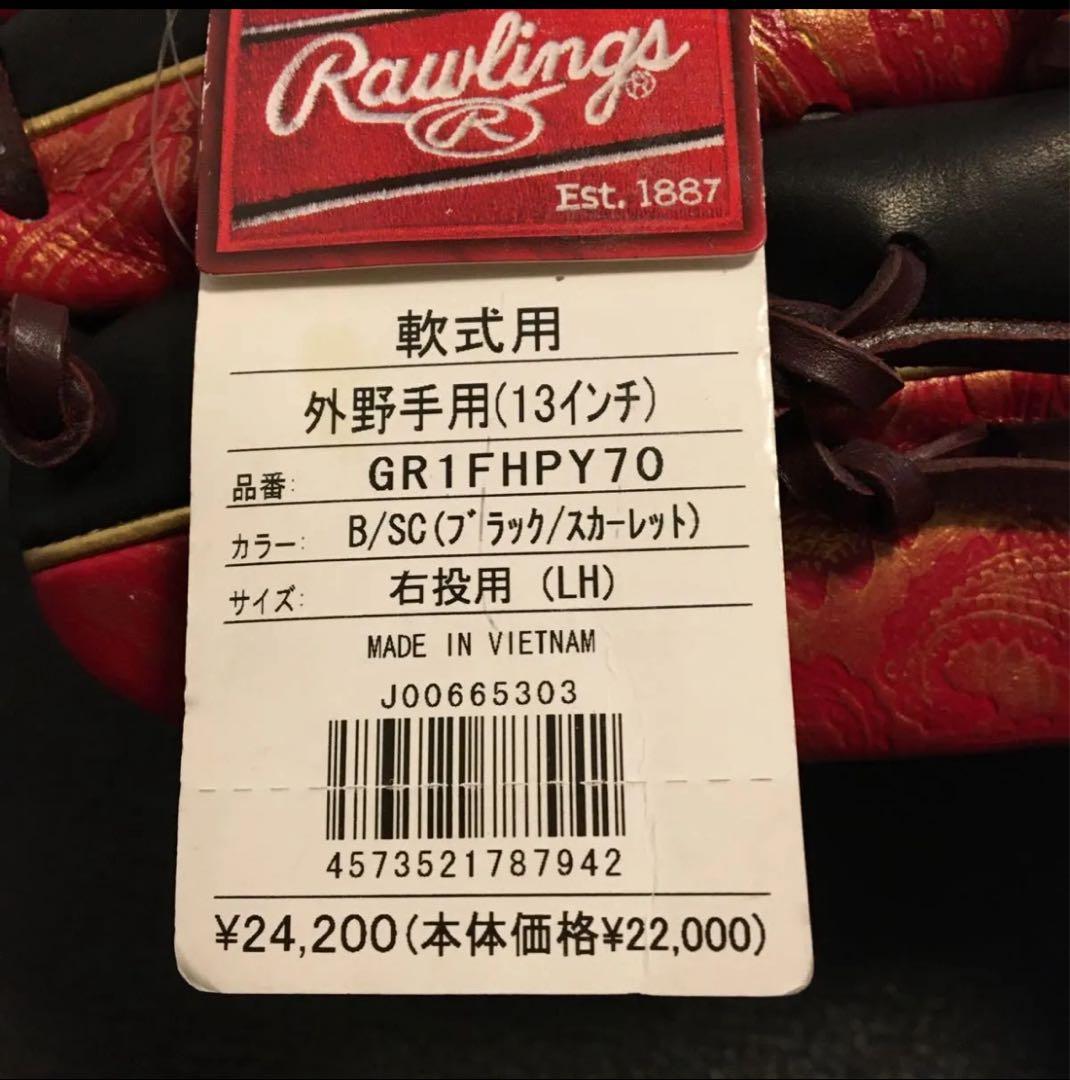 Rawlings®
R
Est. 1887
軟式用
外野手用(13インチ)
品番: GR1FHPY70
カラー: B/SC(ブラック/スカーレット)
サイズ: 右投用 (LH)
MADE IN VIETNAM
J00665303
4573521787942
¥24,200(本体価格¥22,000)